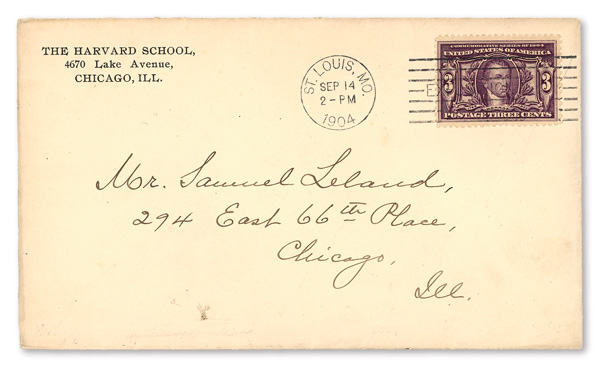 THE HARVARD SCHOOL,
4670 Lake Avenue,
CHICAGO, ILL.
ST. LOUIS, MO.
SEP 14
2-PM
1904
COMMEMORATIVE SERIES OF 1904
UNITED STATES OF AMERICA
3 3
POSTAGE THREE CENTS
Mr. Samuel Leland,
294 East 66th Place,
Chicago,
Ill.